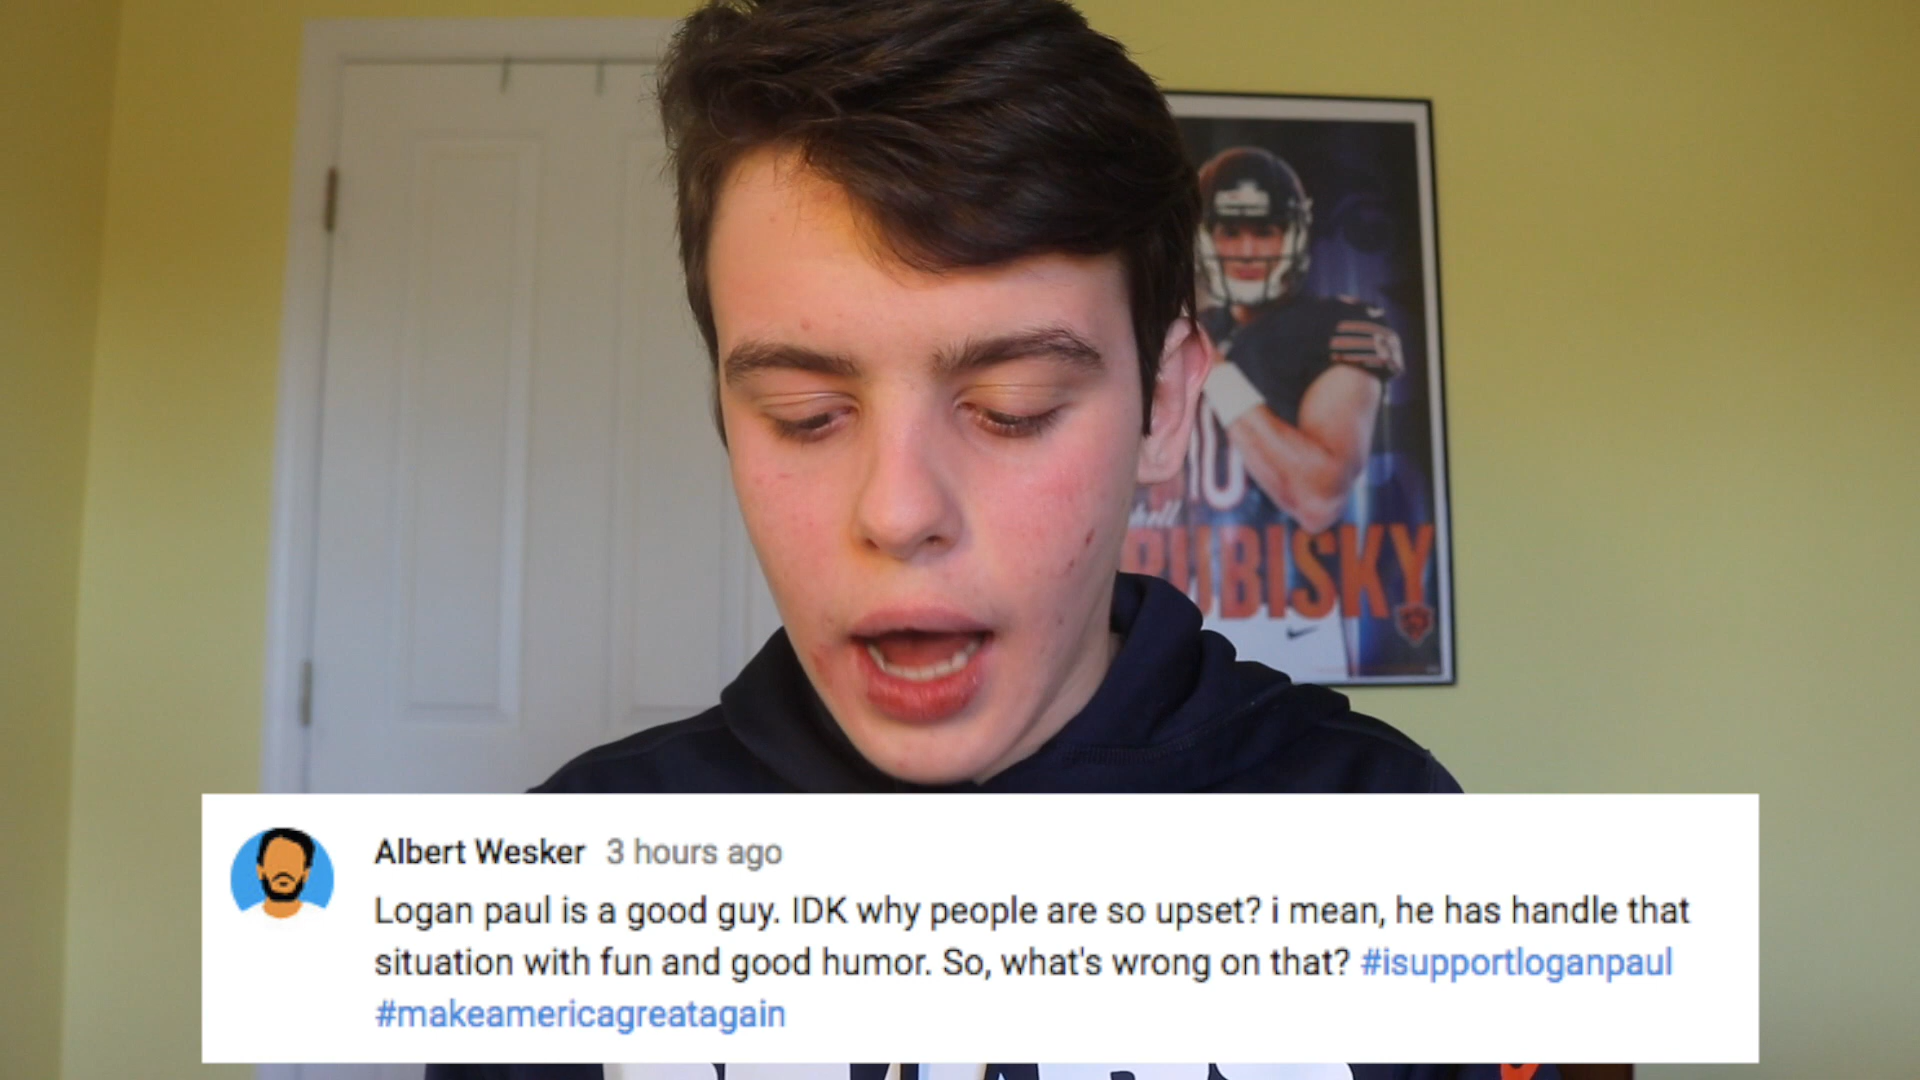 10
RUBISKY
Albert Wesker 3 hours ago
Logan paul is a good guy. IDK why people are so upset? i mean, he has handle that
situation with fun and good humor. So, what's wrong on that? #isupportloganpaul
#makeamericagreatagain